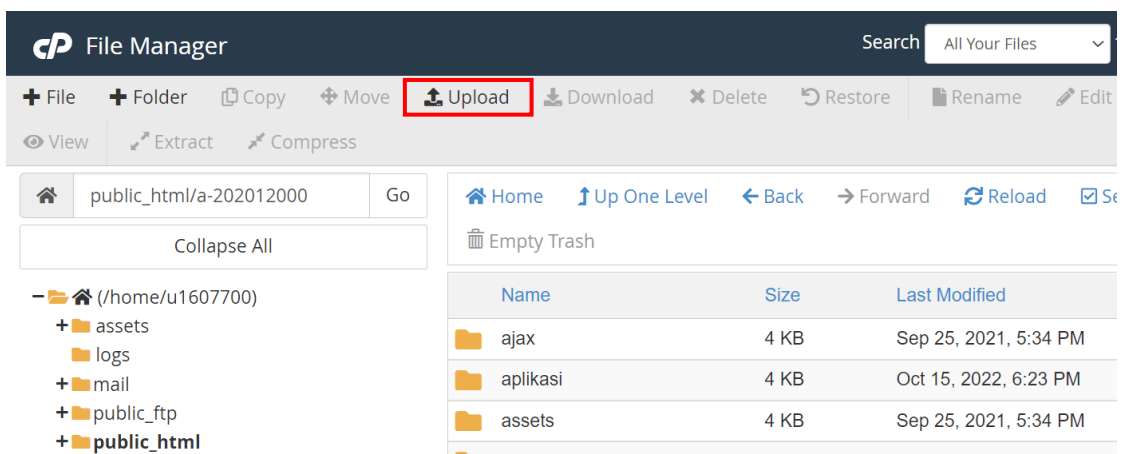 cP File Manager Search All Your Files
File Folder Copy Move Upload Download Delete Restore Rename Edit
View Extract Compress
public_html/a-202012000 Go
Collapse All
(/home/u1607700)
assets
logs
mail
public_ftp
public_html
Home Up One Level Back Forward Reload Se
Empty Trash
Name Size Last Modified
ajax 4 KB Sep 25, 2021, 5:34 PM
aplikasi 4 KB Oct 15, 2022, 6:23 PM
assets 4 KB Sep 25, 2021, 5:34 PM